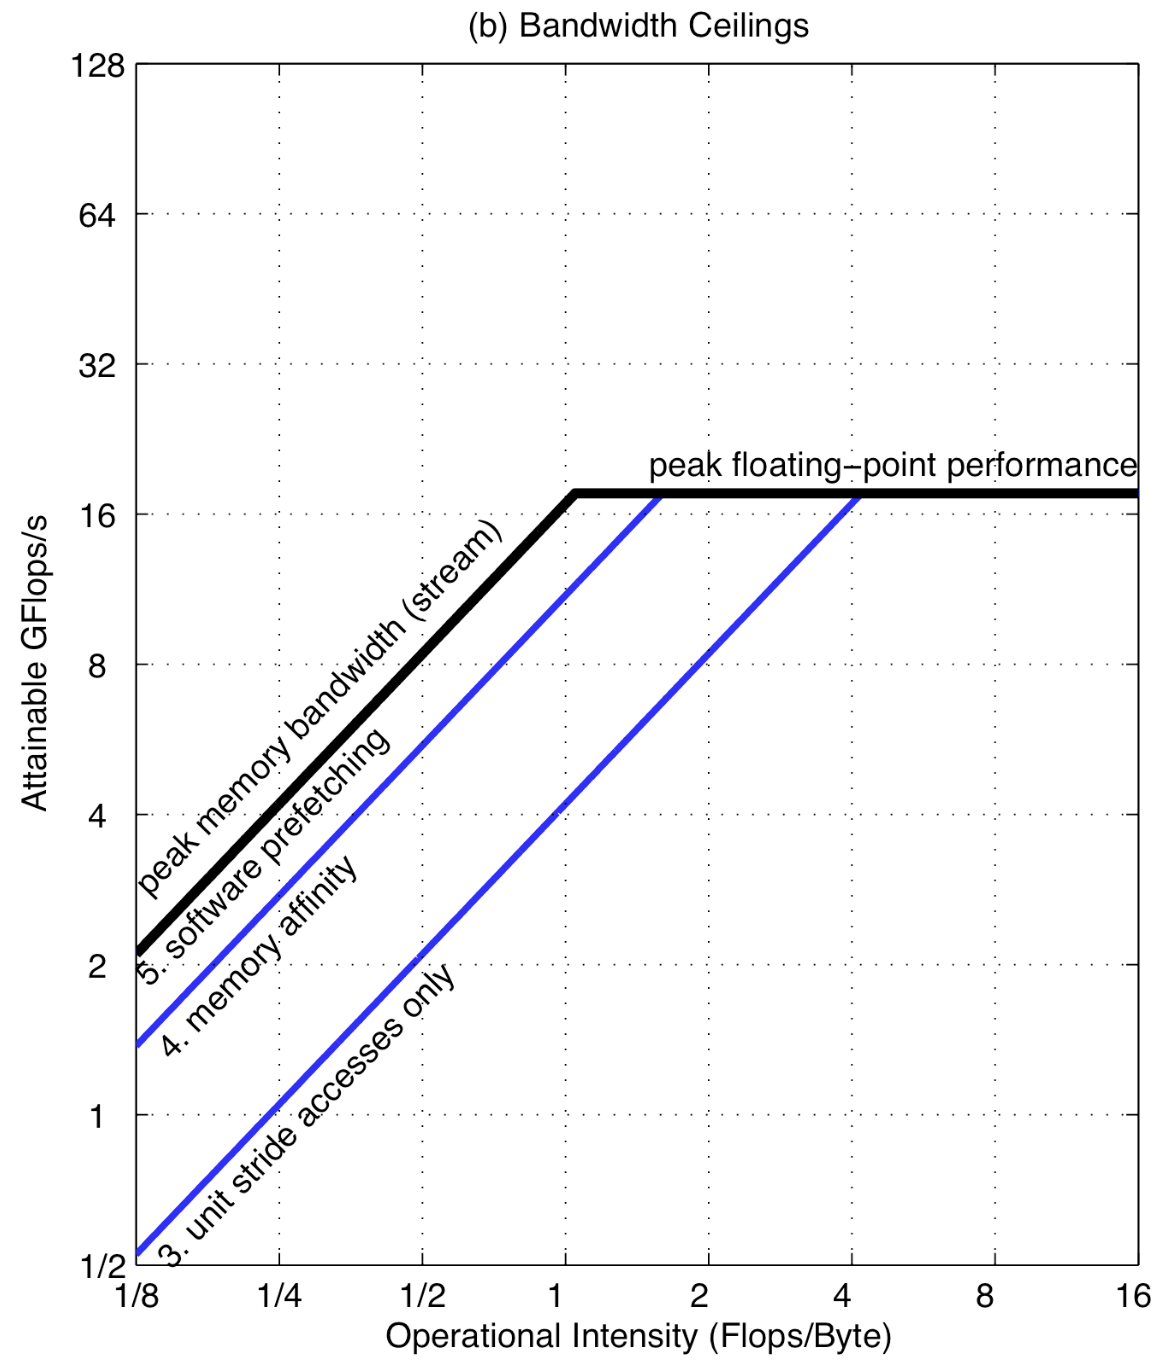 (b) Bandwidth Ceilings
128
64
32
16
8
4
2
1
1/2
Attainable GFlops/s
peak floating−point performance
peak memory bandwidth (stream)
5. software prefetching
4. memory affinity
3. unit stride accesses only
1/8 1/4 1/2 1 2 4 8 16
Operational Intensity (Flops/Byte)